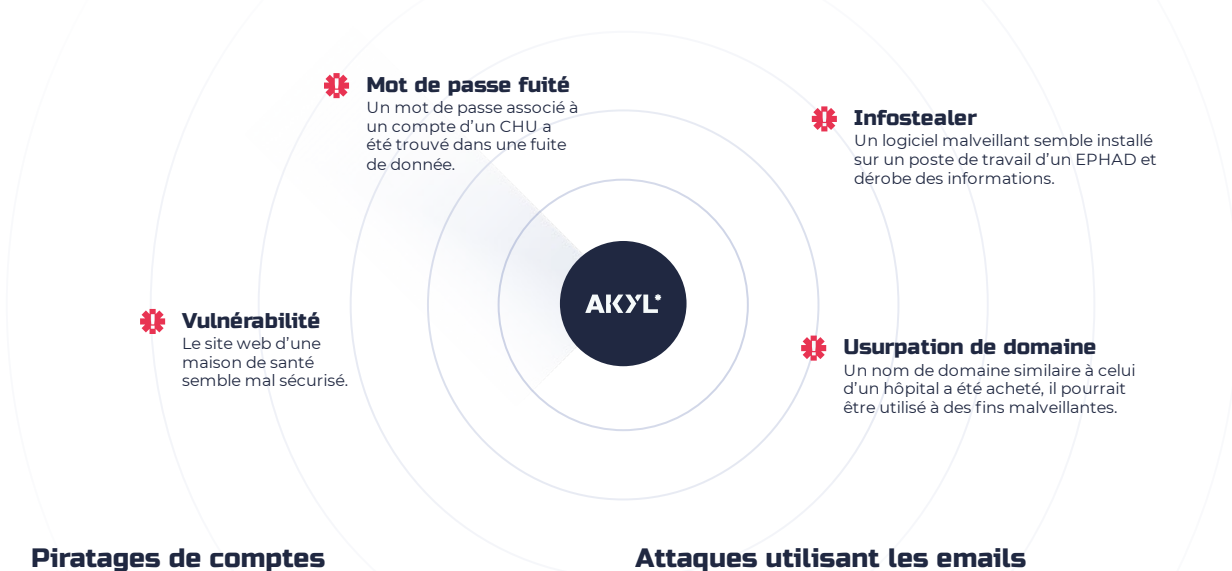 Mot de passe fuité
Un mot de passe associé à
un compte d'un CHU a
été trouvé dans une fuite
de donnée.
Infostealer
Un logiciel malveillant semble installé
sur un poste de travail d'un EPHAD et
dérobe des informations.
AKYL*
Vulnérabilité
Le site web d'une
maison de santé
semble mal sécurisé.
Usurpation de domaine
Un nom de domaine similaire à celui
d'un hôpital a été acheté, il pourrait
être utilisé à des fins malveillantes.
Piratages de comptes
Attaques utilisant les emails